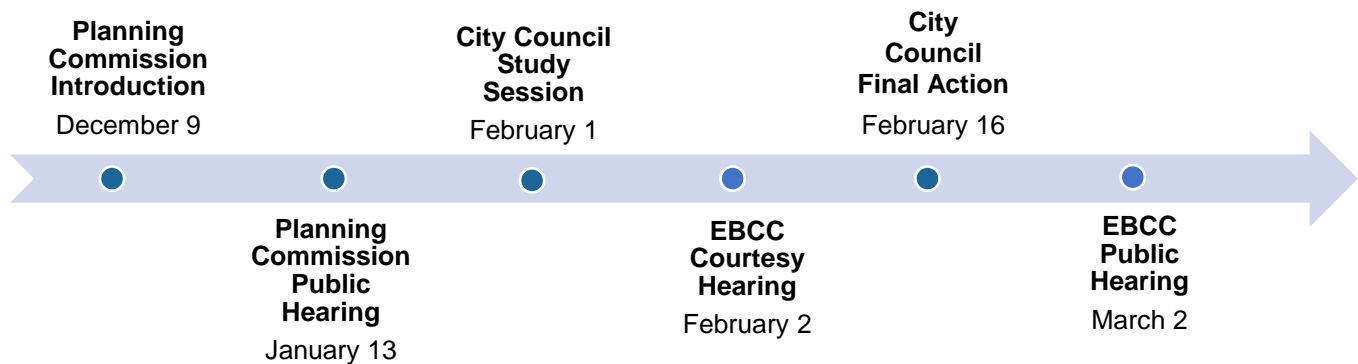 Planning
Commission
Introduction
December 9
Planning
Commission
Public
Hearing
January 13
City Council
Study
Session
February 1
EBCC
Courtesy
Hearing
February 2
City
Council
Final Action
February 16
EBCC
Public
Hearing
March 2